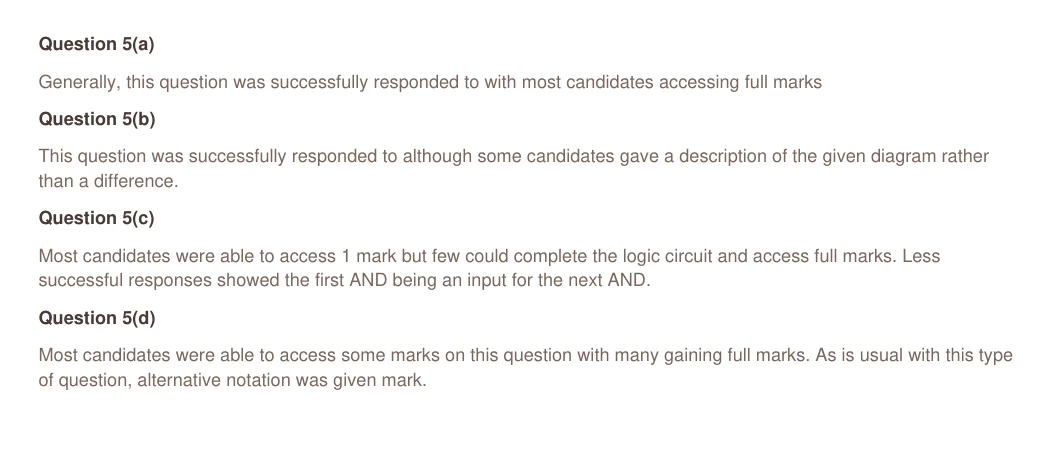 Question 5(a)
Generally, this question was successfully responded to with most candidates accessing full marks
Question 5(b)
This question was successfully responded to although some candidates gave a description of the given diagram rather
than a difference.
Question 5(c)
Most candidates were able to access 1 mark but few could complete the logic circuit and access full marks. Less
successful responses showed the first AND being an input for the next AND.
Question 5(d)
Most candidates were able to access some marks on this question with many gaining full marks. As is usual with this type
of question, alternative notation was given mark.